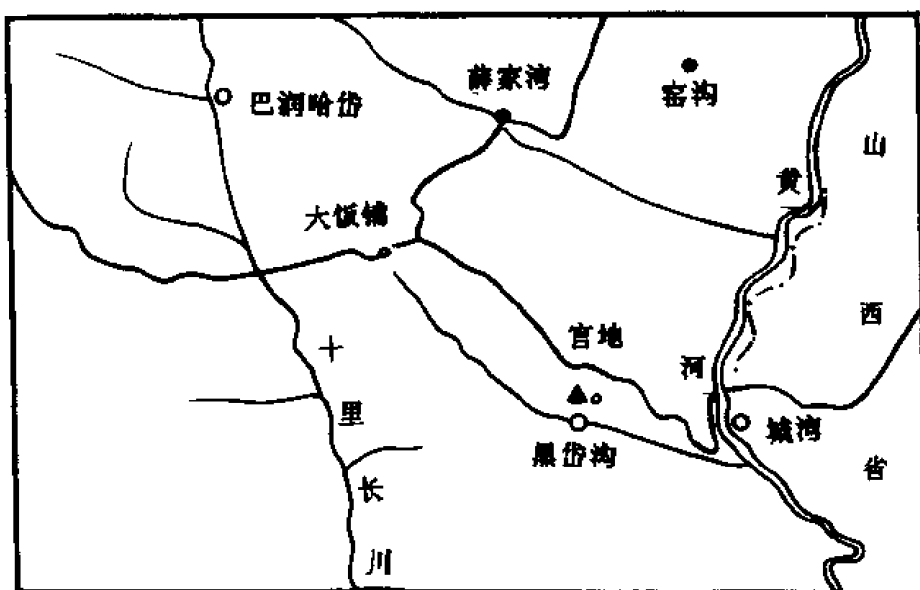 薛家湾
窑沟
巴润哈岱
山
黄
大饭铺
西
十
官地
河
里
城湾
黑岱沟
省
长
川